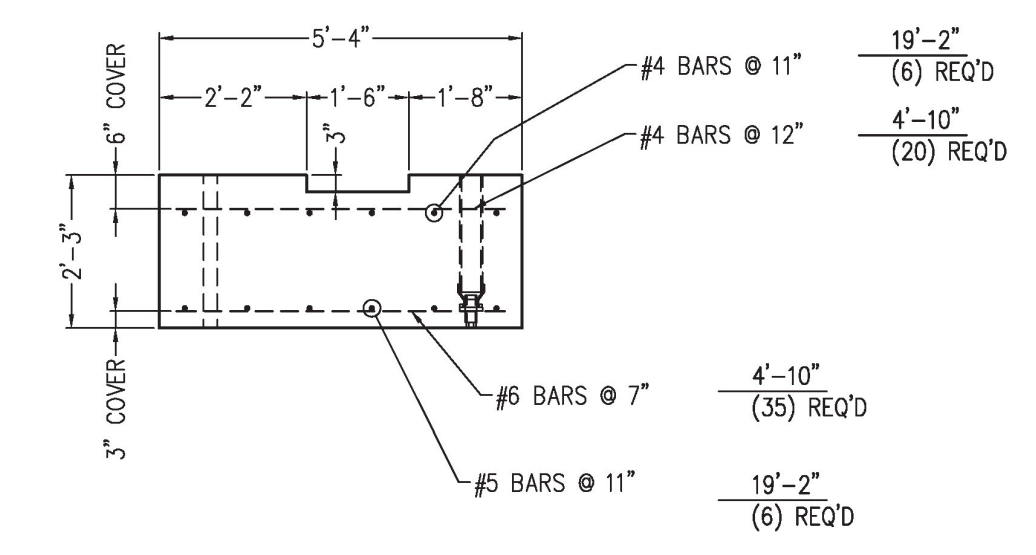 5'-4"
#4 BARS @ 11"
19'-2"
(6) REQ'D
6" COVER
2'-2"
1'-6"
1'-8"
3"
#4 BARS @ 12"
4'-10"
(20) REQ'D
2'-3"
3" COVER
#6 BARS @ 7"
4'-10"
(35) REQ'D
#5 BARS @ 11"
19'-2"
(6) REQ'D